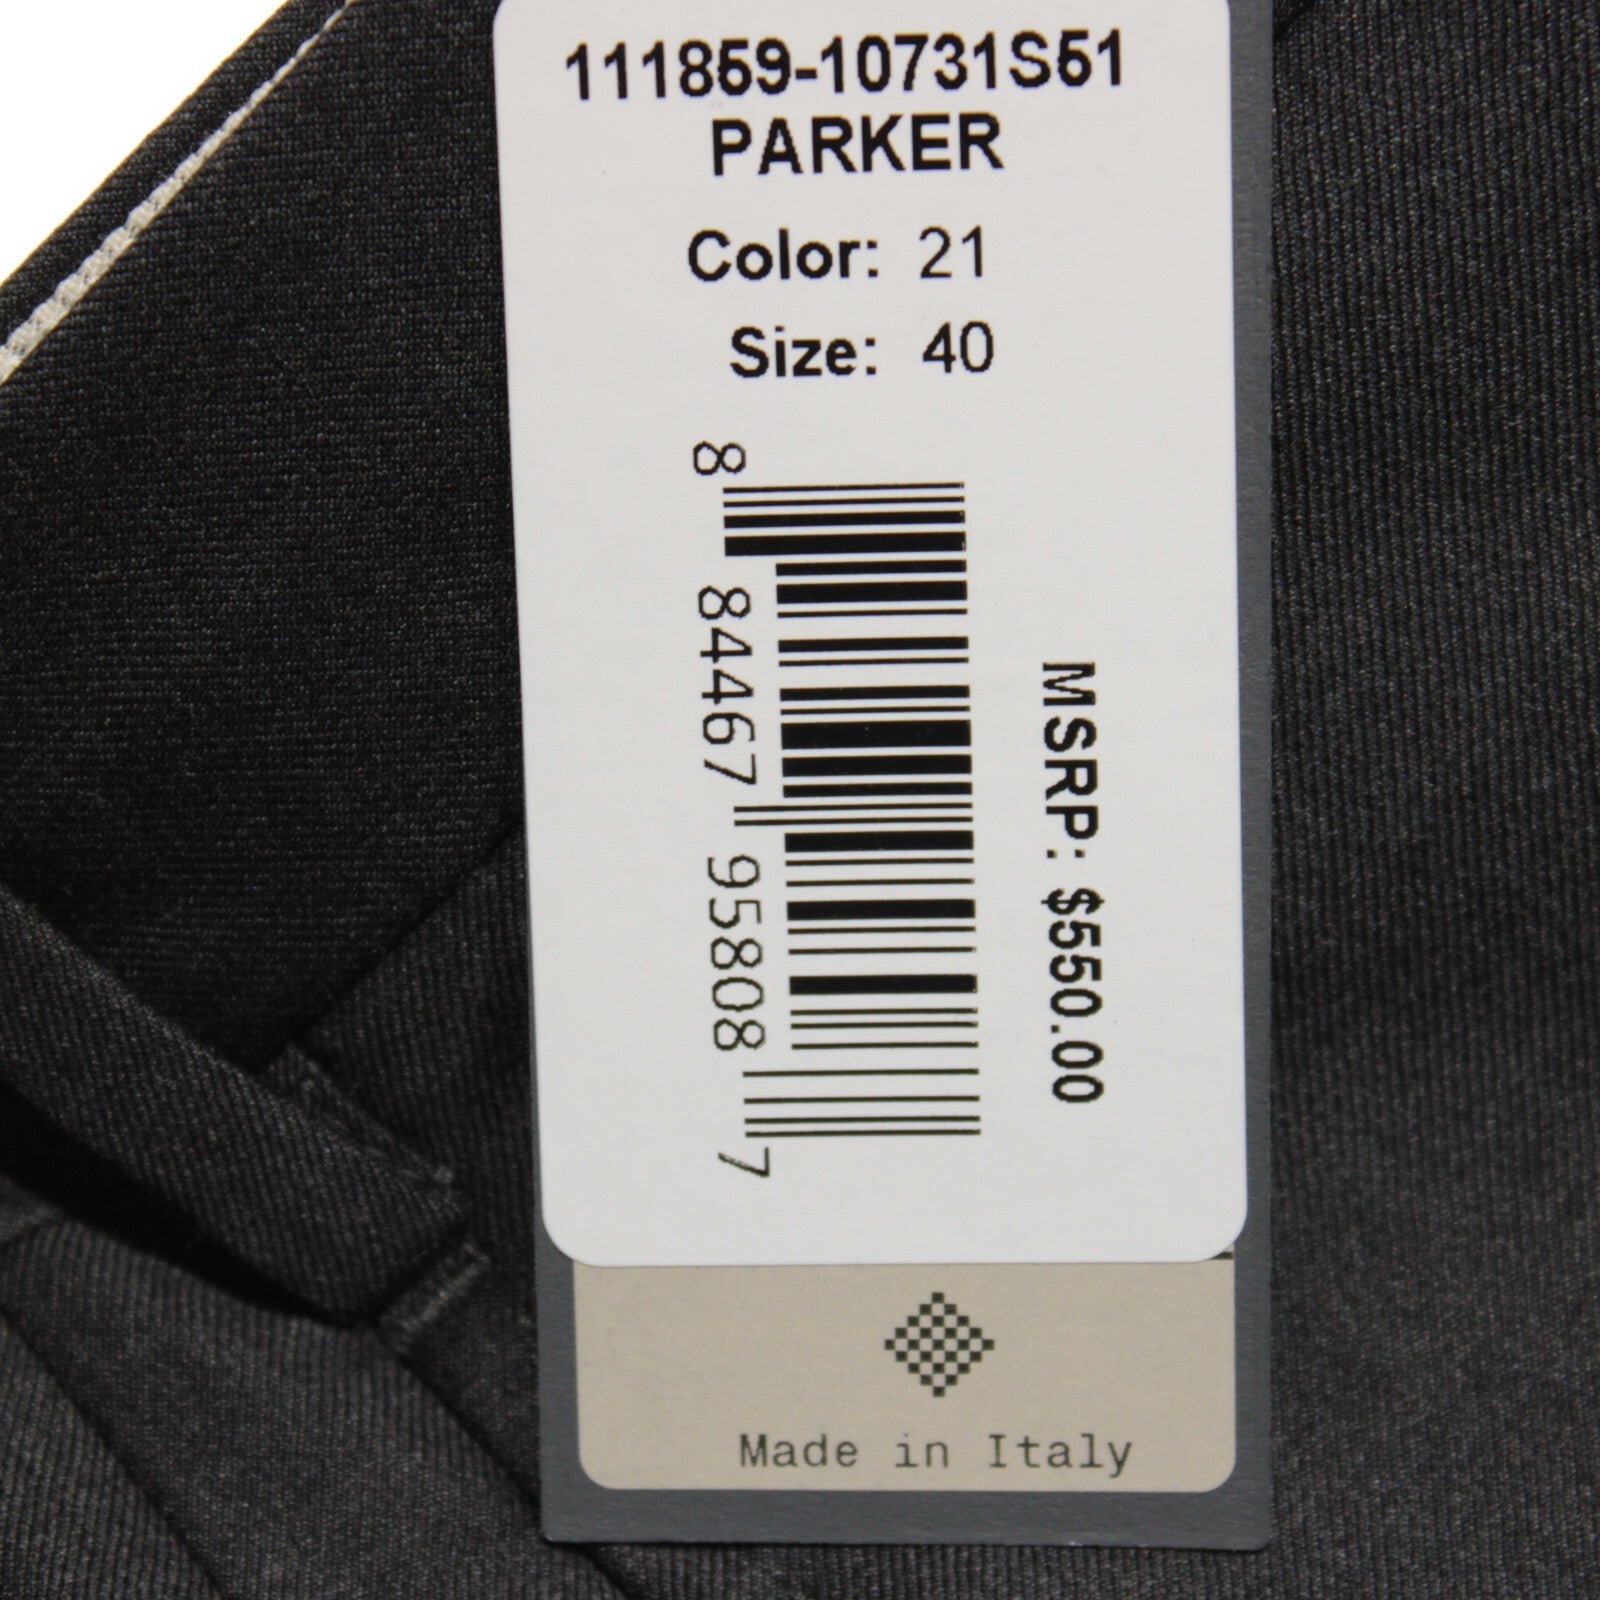 111859-10731S51
PARKER
Color: 21
Size: 40
8 84467 95808 7
MSRP: $550.00
Made in Italy